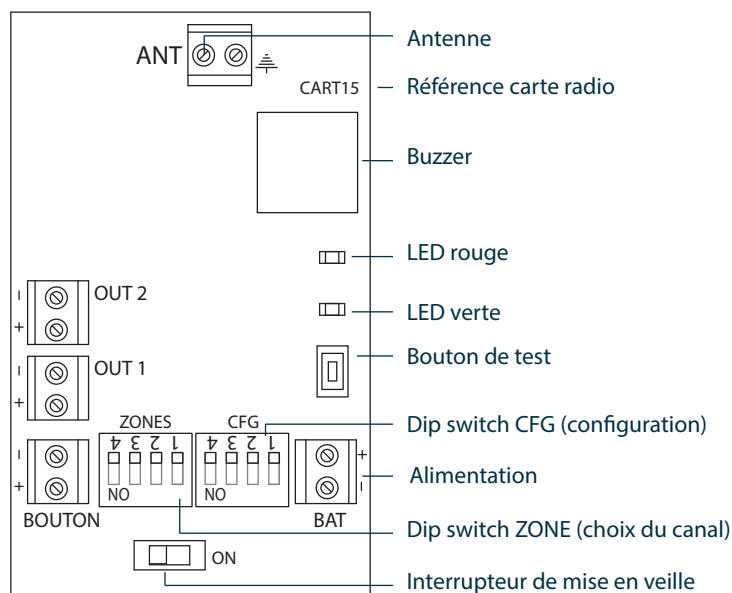 ANT
Antenne
CART15
Référence carte radio
Buzzer
LED rouge
- OUT 2
+
LED verte
- OUT 1
+
Bouton de test
ZONES CFG
Dip switch CFG (configuration)
4 3 2 1 4 3 2 1
- +
+ -
Alimentation
NO NO
BOUTON BAT
Dip switch ZONE (choix du canal)
ON
Interrupteur de mise en veille